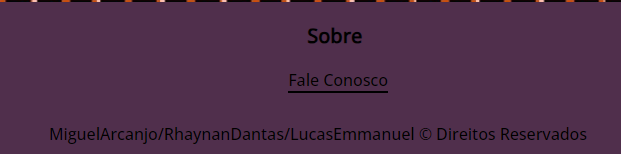 Sobre
Fale Conosco
MiguelArcanjo/RhaynanDantas/LucasEmmanuel © Direitos Reservados